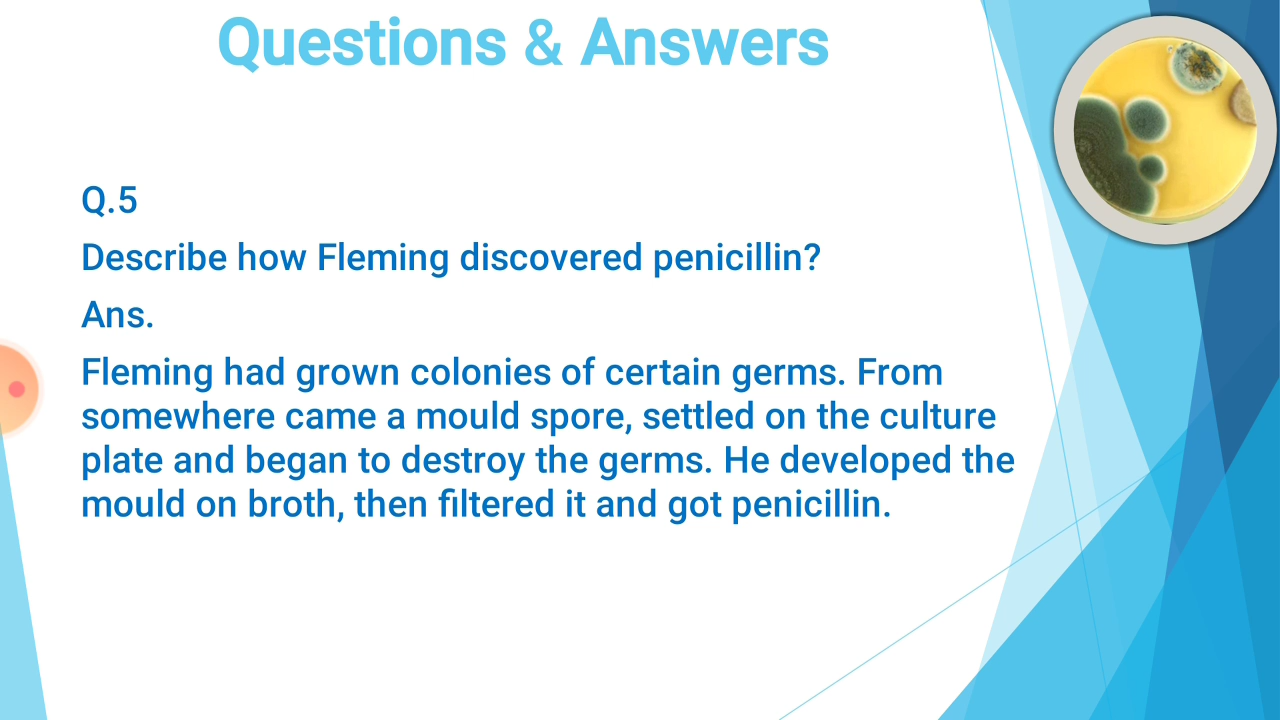 Questions & Answers
Q.5
Describe how Fleming discovered penicillin?
Ans.
Fleming had grown colonies of certain germs. From
somewhere came a mould spore, settled on the culture
plate and began to destroy the germs. He developed the
mould on broth, then filtered it and got penicillin.